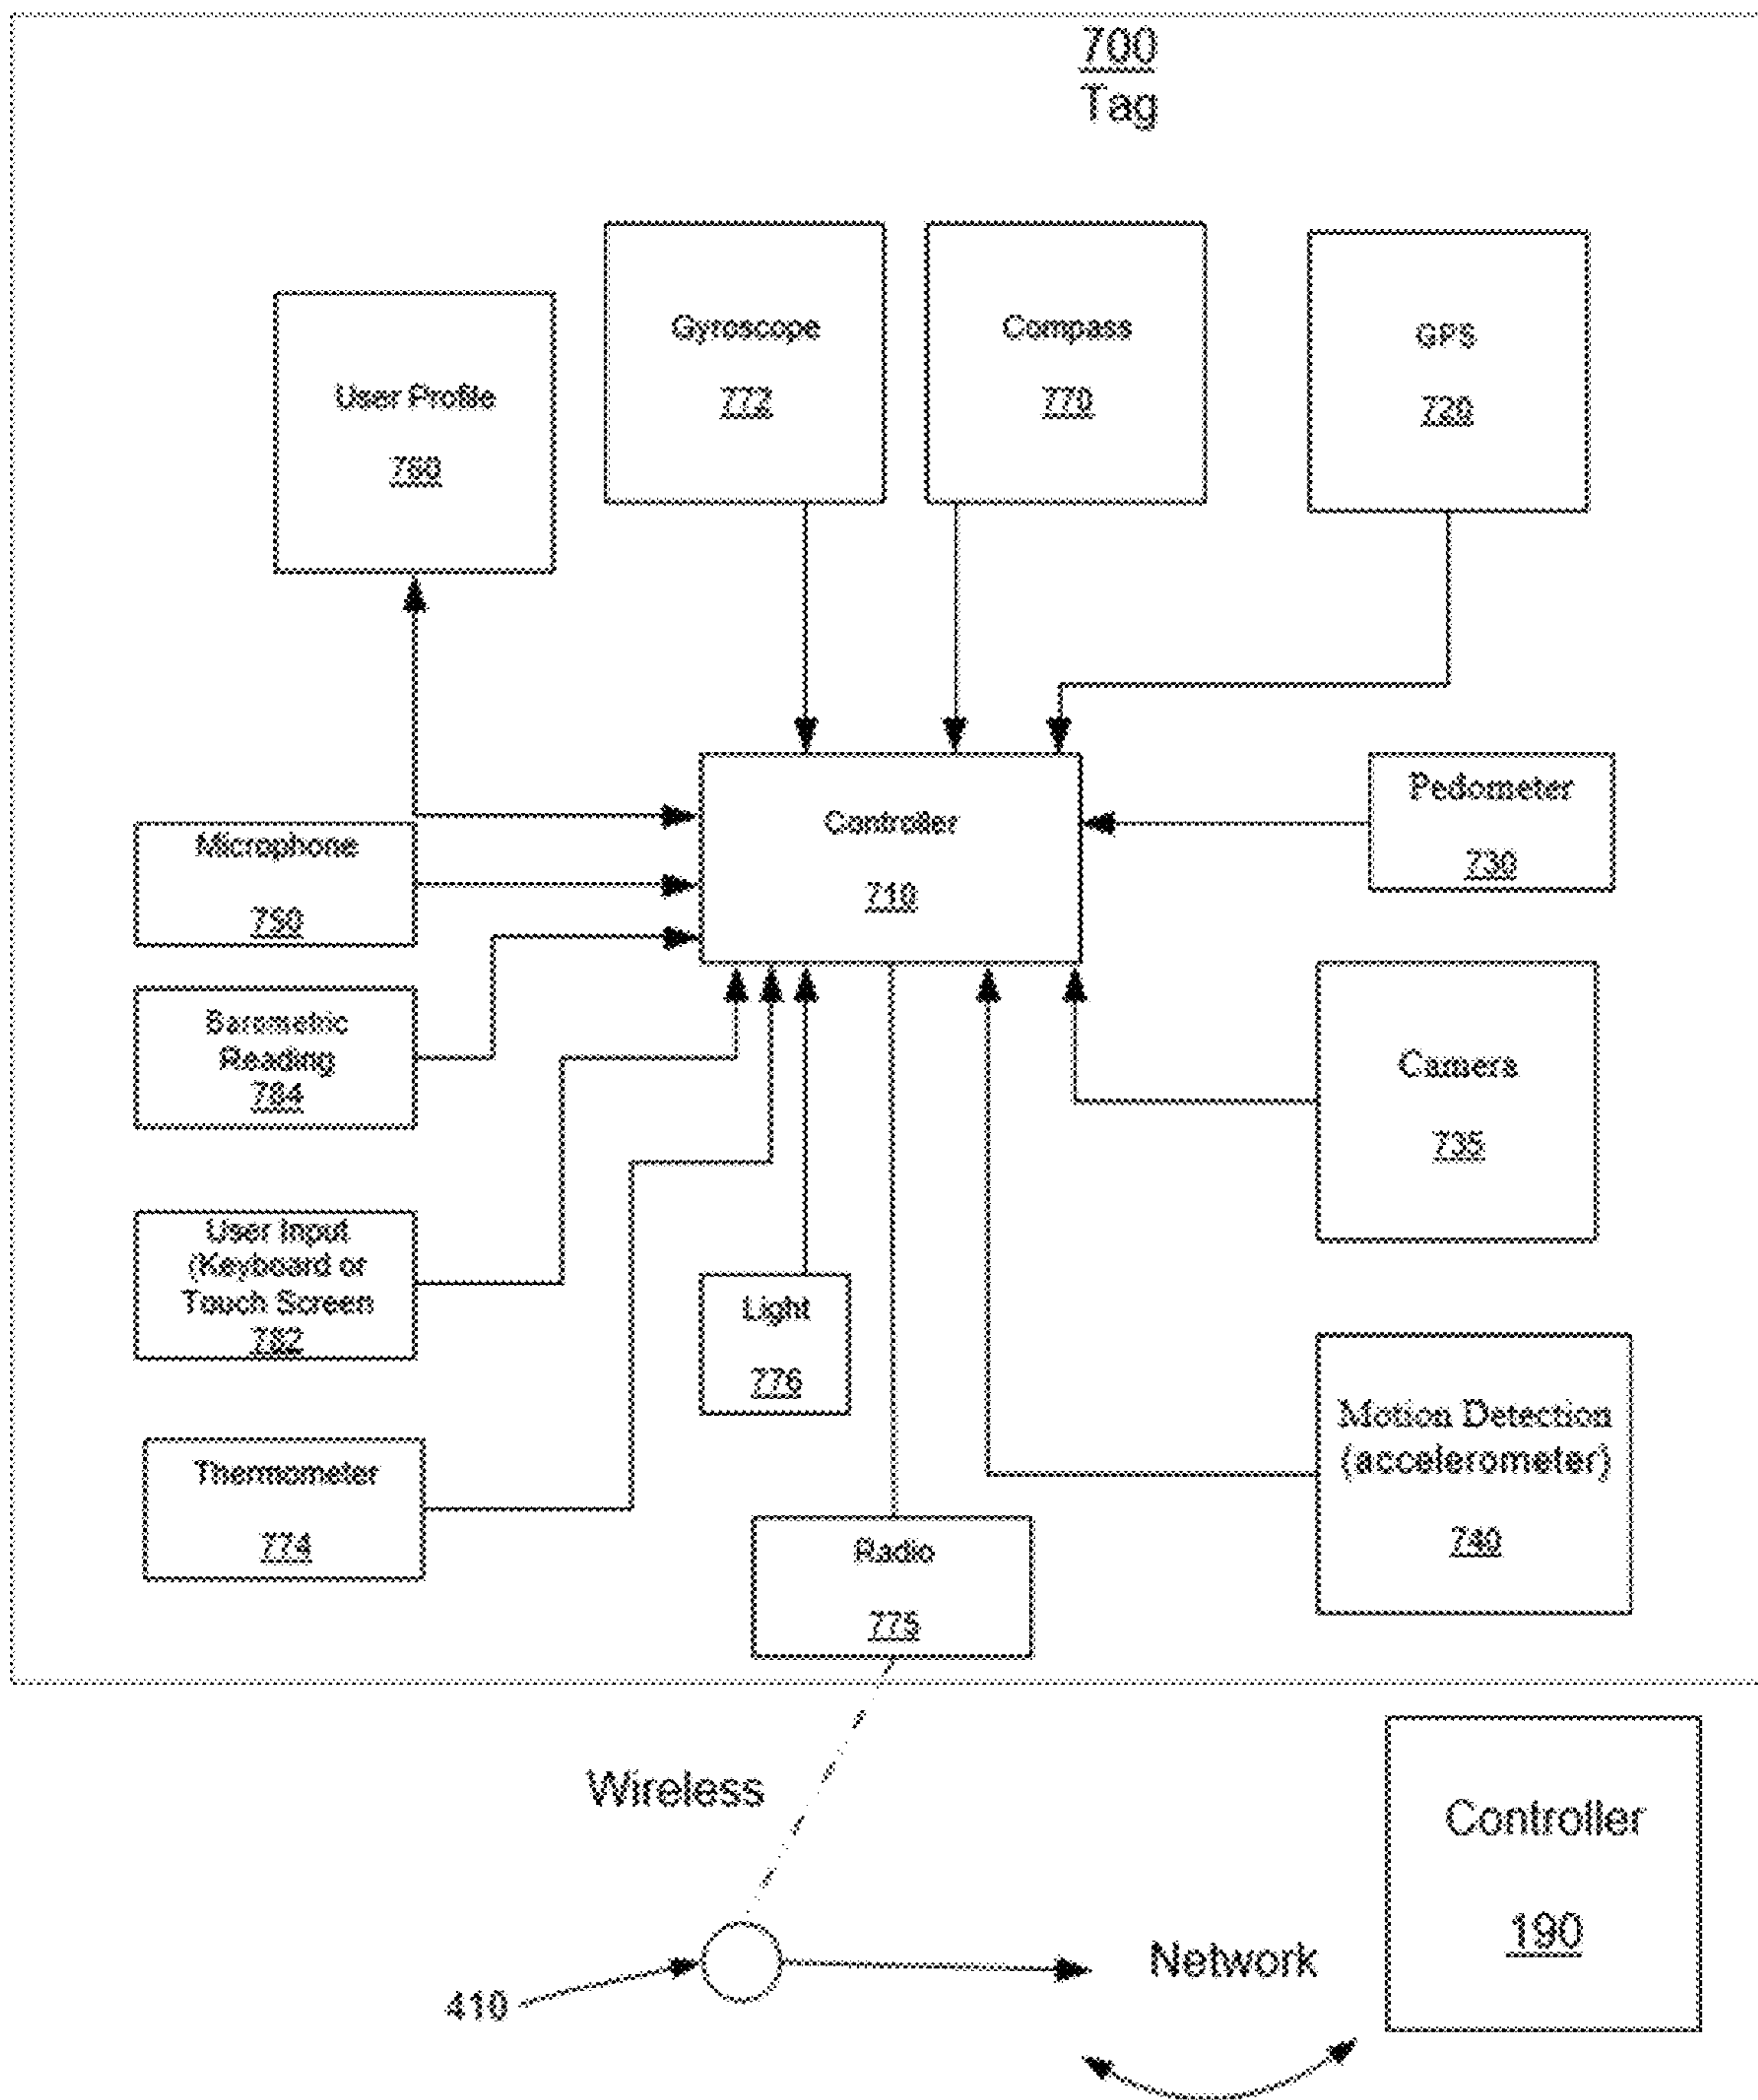 700
Tag
Gyroscope
772
Compass
770
GPS
720
User Profile
Controller
710
Pedometer
730
Microphone
750
Barometric
Reading
784
Camera
735
User Input
(Keyboard or
Touch Screen
782
Light
776
Motion Detection
(accelerometer)
740
Thermometer
774
Radio
775
Wireless
Controller
190
Network
410